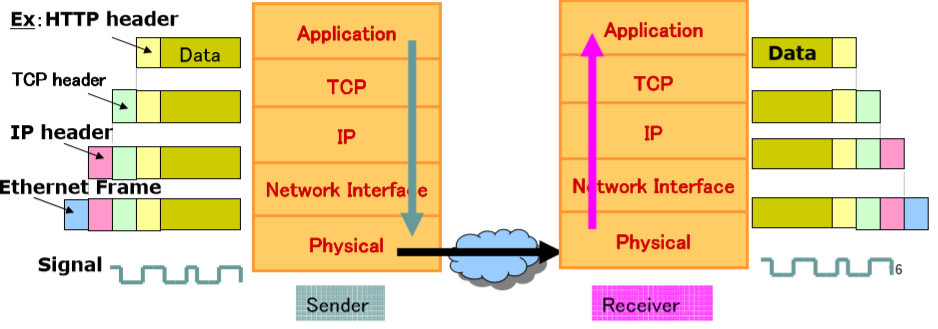 Ex:HTTP header
Data
TCP header
IP header
Ethernet Frame
Signal
Application
TCP
IP
Network Interface
Physical
Sender
Application
TCP
IP
Network Interface
Physical
Receiver
Data
6